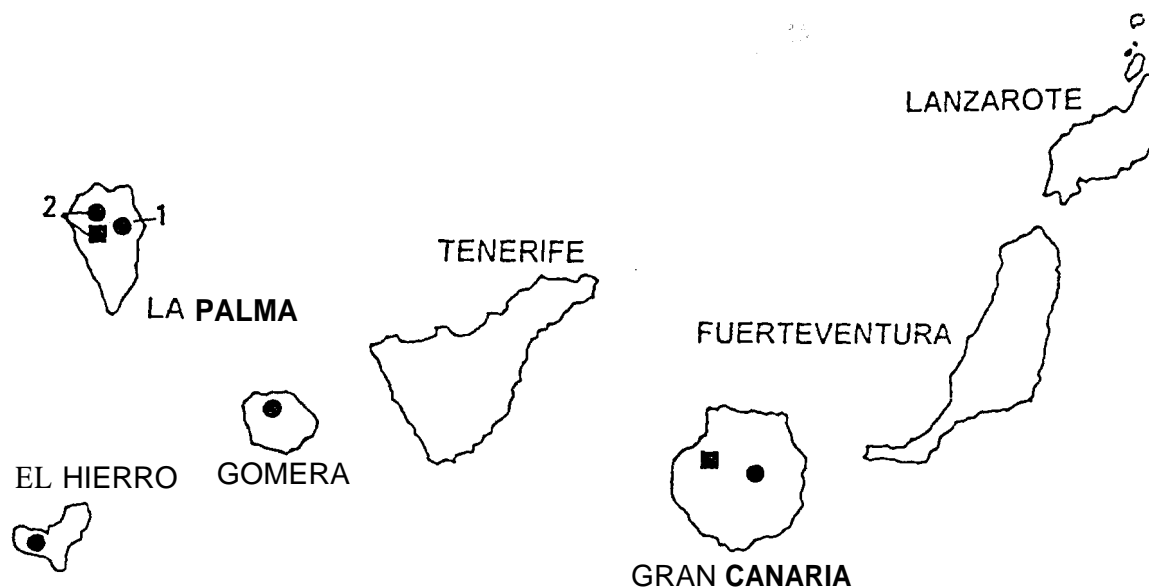 LANZAROTE
2
1
TENERIFE
LA PALMA
FUERTEVENTURA
EL HIERRO
GOMERA
GRAN CANARIA